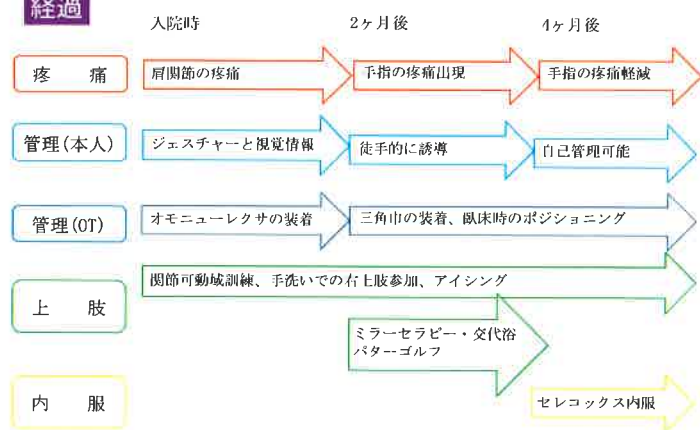 経過
入院時 2ヶ月後 4ヶ月後
疼 痛 肩関節の疼痛 手指の疼痛出現 手指の疼痛軽減
管理(本人) ジェスチャーと視覚情報 徒手的に誘導 自己管理可能
管理(OT) オモニューレクサの装着 三角巾の装着、臥床時のポジショニング
上 肢 関節可動域訓練、手洗いでの右上肢参加、アイシング
ミラーセラピー・交代浴
パターゴルフ
内 服 セレコックス内服